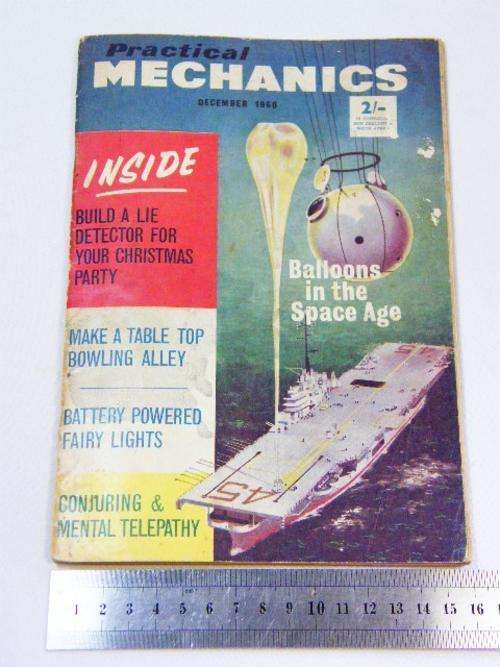 Practical
MECHANICS
DECEMBER 1960
2/-
INSIDE
BUILD A LIE
DETECTOR FOR
YOUR CHRISTMAS
PARTY
MAKE A TABLE TOP
BOWLING ALLEY
BATTERY POWERED
FAIRY LIGHTS
CONJURING &
MENTAL TELEPATHY
Balloons
in the
Space Age
45
45
1 2 3 4 5 6 7 8 9 10 11 12 13 14 15 16